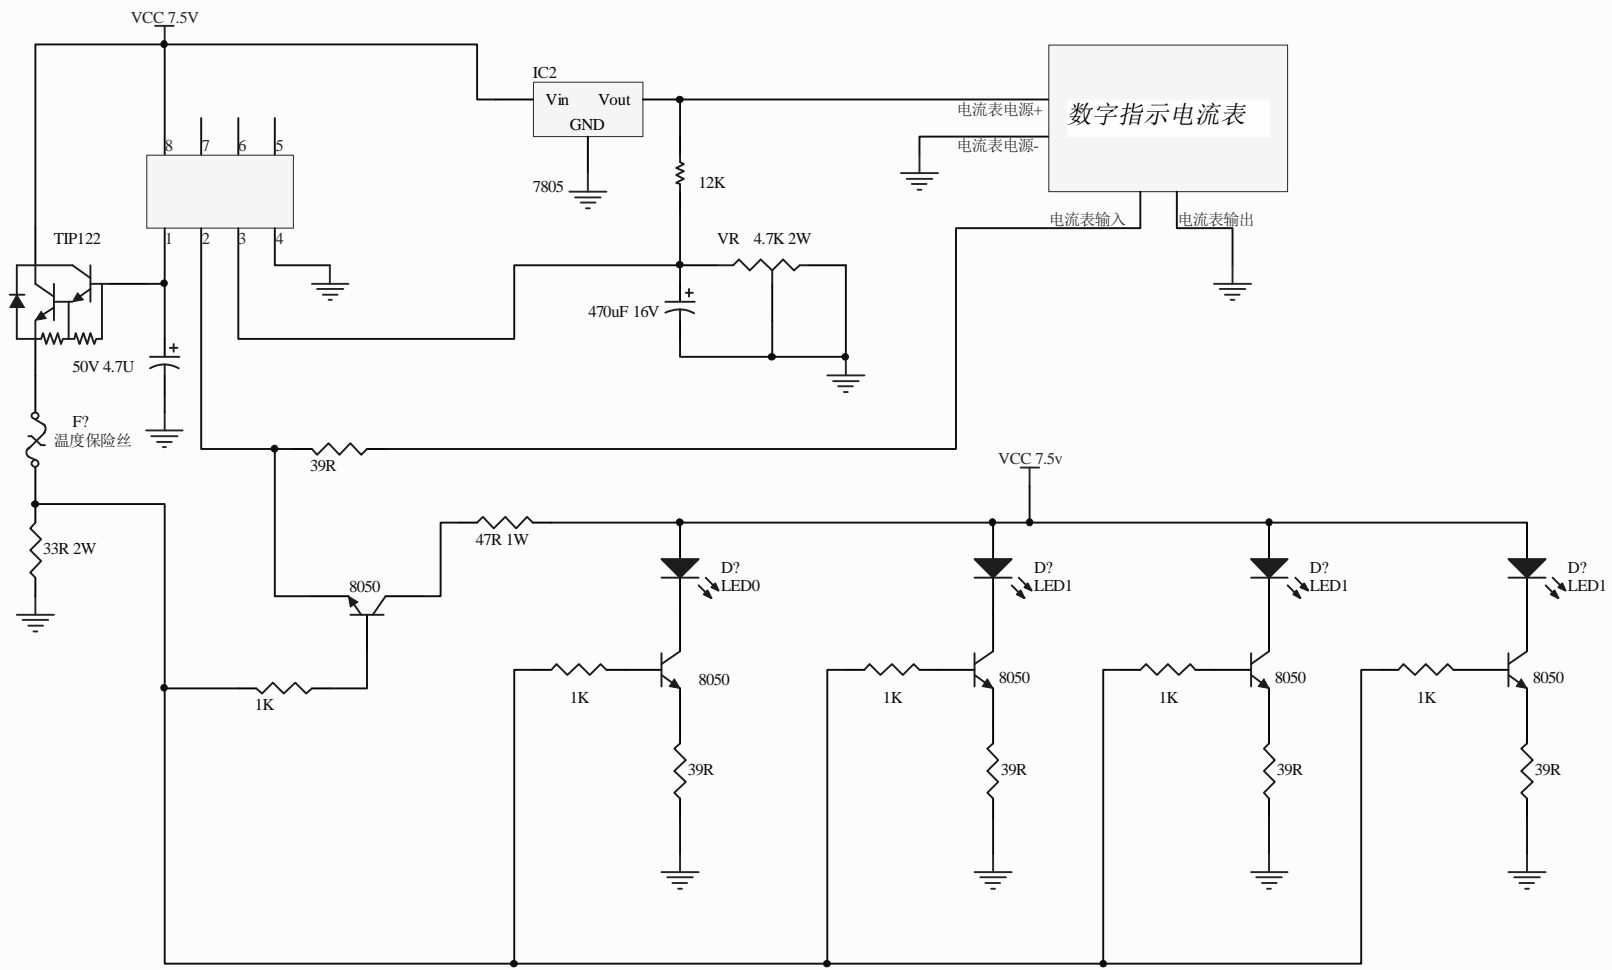 VCC 7.5V
IC2
Vin Vout
GND
7805
电流表电源+
电流表电源-
数字指示电流表
电流表输入
电流表输出
8 7 6 5
1 2 3 4
12K
TIP122
VR 4.7K 2W
470uF 16V
50V 4.7U
F?
温度保险丝
39R
VCC 7.5v
33R 2W
47R 1W
8050
1K
D?
LED0
D?
LED1
D?
LED1
D?
LED1
1K
8050
1K
8050
1K
8050
1K
8050
39R
39R
39R
39R